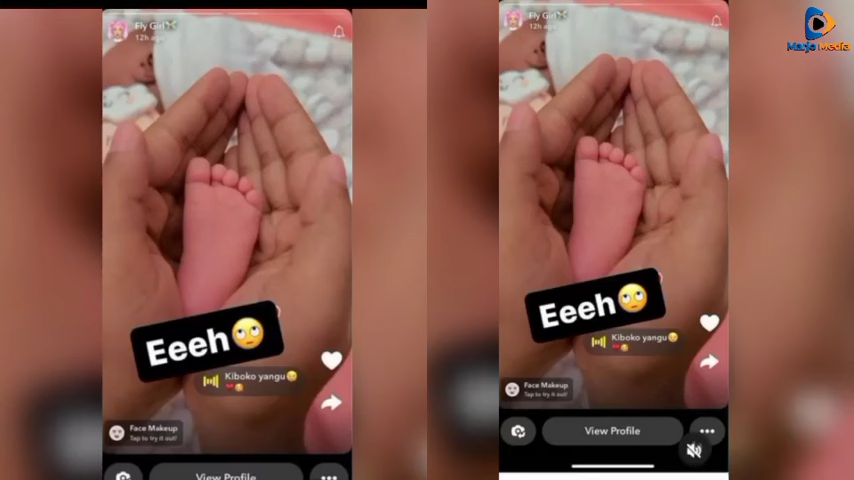 Fly Girl
12h ago
Eeeh🙄
Kiboko yangu
Face Makeup
Tap to try it out!
View Profile
Fly Girl
12h ago
Eeeh🙄
Kiboko yangu
Face Makeup
Tap to try it out!
View Profile
Media